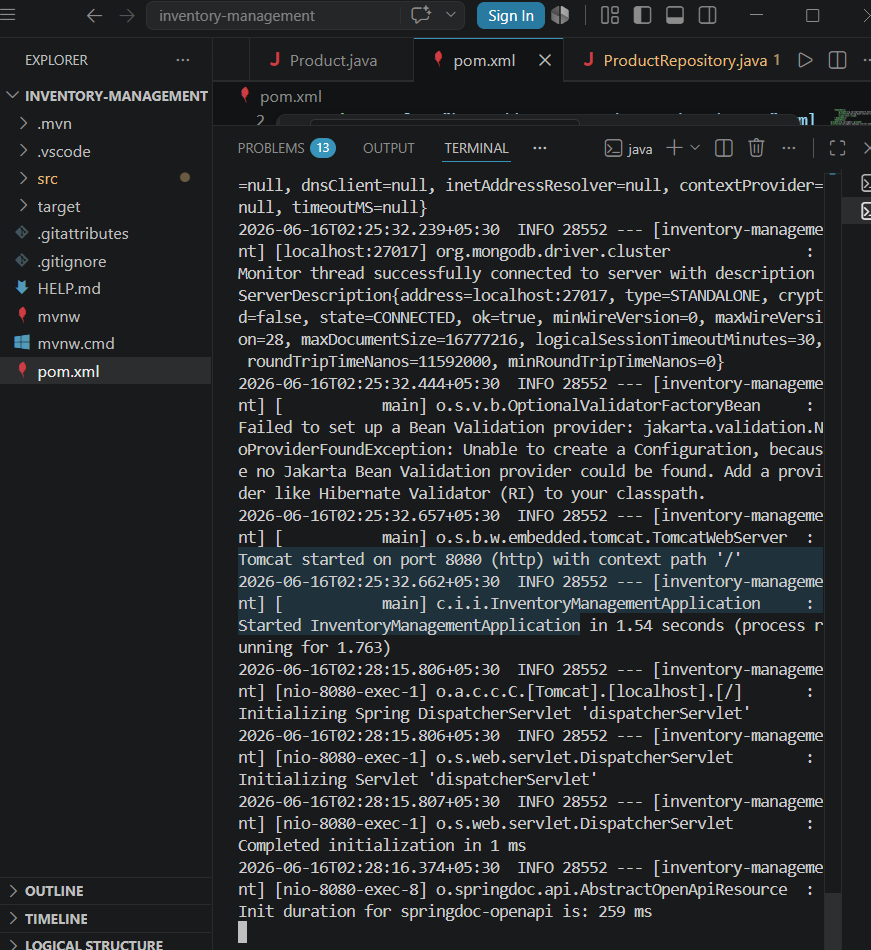 inventory-management
Sign In
EXPLORER
Product.java
pom.xml
ProductRepository.java 1
INVENTORY-MANAGEMENT
.mvn
.vscode
src
target
.gitattributes
.gitignore
HELP.md
mvnw
mvnw.cmd
pom.xml
OUTLINE
TIMELINE
LOGICAL STRUCTURE
pom.xml
2
PROBLEMS 13 OUTPUT TERMINAL
java
=null, dnsClient=null, inetAddressResolver=null, contextProvider=
null, timeoutMS=null}
2026-06-16T02:25:32.239+05:30  INFO 28552 --- [inventory-manageme
nt] [localhost:27017] org.mongodb.driver.cluster               :
Monitor thread successfully connected to server with description
ServerDescription{address=localhost:27017, type=STANDALONE, crypt
d=false, state=CONNECTED, ok=true, minWireVersion=0, maxWireVersi
on=28, maxDocumentSize=16777216, logicalSessionTimeoutMinutes=30,
 roundTripTimeNanos=11592000, minRoundTripTimeNanos=0}
2026-06-16T02:25:32.444+05:30  INFO 28552 --- [inventory-manageme
nt] [           main] o.s.v.b.OptionalValidatorFactoryBean     :
Failed to set up a Bean Validation provider: jakarta.validation.N
oProviderFoundException: Unable to create a Configuration, becaus
e no Jakarta Bean Validation provider could be found. Add a provi
der like Hibernate Validator (RI) to your classpath.
2026-06-16T02:25:32.657+05:30  INFO 28552 --- [inventory-manageme
nt] [           main] o.s.b.w.embedded.tomcat.TomcatWebServer  :
Tomcat started on port 8080 (http) with context path '/'
2026-06-16T02:25:32.662+05:30  INFO 28552 --- [inventory-manageme
nt] [           main] c.i.i.InventoryManagementApplication     :
Started InventoryManagementApplication in 1.54 seconds (process r
unning for 1.763)
2026-06-16T02:28:15.806+05:30  INFO 28552 --- [inventory-manageme
nt] [nio-8080-exec-1] o.a.c.c.C.[Tomcat].[localhost].[/]       :
Initializing Spring DispatcherServlet 'dispatcherServlet'
2026-06-16T02:28:15.806+05:30  INFO 28552 --- [inventory-manageme
nt] [nio-8080-exec-1] o.s.web.servlet.DispatcherServlet        :
Initializing Servlet 'dispatcherServlet'
2026-06-16T02:28:15.807+05:30  INFO 28552 --- [inventory-manageme
nt] [nio-8080-exec-1] o.s.web.servlet.DispatcherServlet        :
Completed initialization in 1 ms
2026-06-16T02:28:16.374+05:30  INFO 28552 --- [inventory-manageme
nt] [nio-8080-exec-8] o.springdoc.api.AbstractOpenApiResource  :
Init duration for springdoc-openapi is: 259 ms